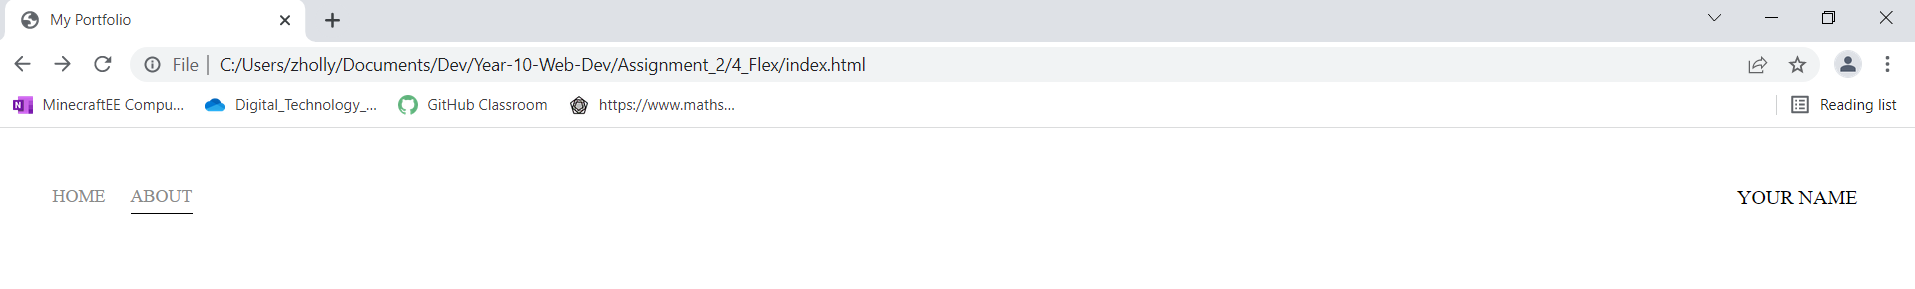 My Portfolio
File | C:/Users/zholly/Documents/Dev/Year-10-Web-Dev/Assignment_2/4_Flex/index.html
MinecraftEE Compu... Digital_Technology_... GitHub Classroom https://www.maths... Reading list
HOME ABOUT YOUR NAME